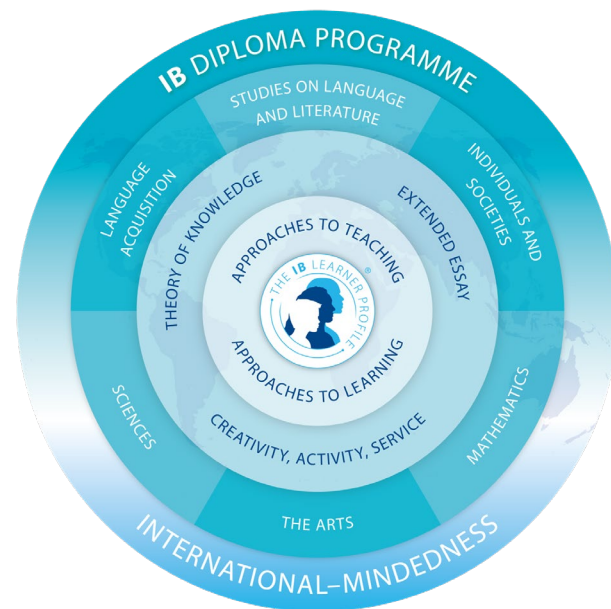 IB DIPLOMA PROGRAMME
STUDIES ON LANGUAGE
AND LITERATURE
LANGUAGE
ACQUISITION
INDIVIDUALS AND
SOCIETIES
THEORY OF KNOWLEDGE
EXTENDED ESSAY
APPROACHES TO TEACHING
THE IB LEARNER PROFILE ®
APPROACHES TO LEARNING
CREATIVITY, ACTIVITY, SERVICE
SCIENCES
MATHEMATICS
THE ARTS
INTERNATIONAL–MINDEDNESS